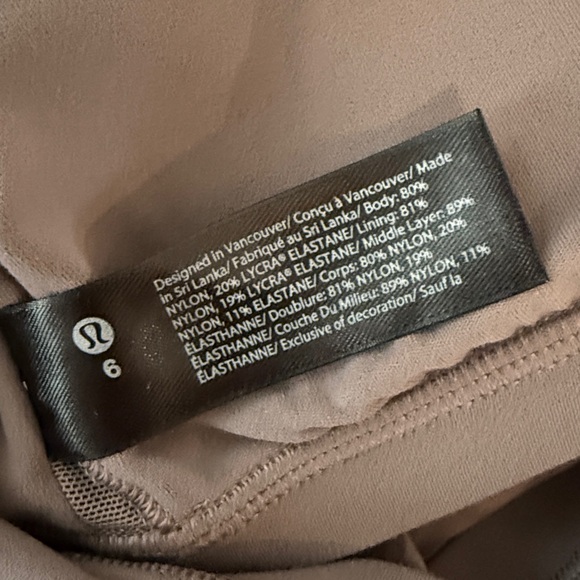 Designed in Vancouver/ Conçu à Vancouver/ Made
in Sri Lanka/ Fabriqué au Sri Lanka/ Body: 80%
NYLON, 20% LYCRA® ELASTANE/ Lining: 81%
NYLON, 19% LYCRA® ELASTANE/ Middle Layer: 89%
NYLON, 11% ELASTANE/ Corps: 80% NYLON, 20%
ÉLASTHANNE/ Doublure: 81% NYLON, 19%
ÉLASTHANNE/ Couche Du Milieu: 89% NYLON, 11%
ÉLASTHANNE/ Exclusive of decoration/ Sauf la
6